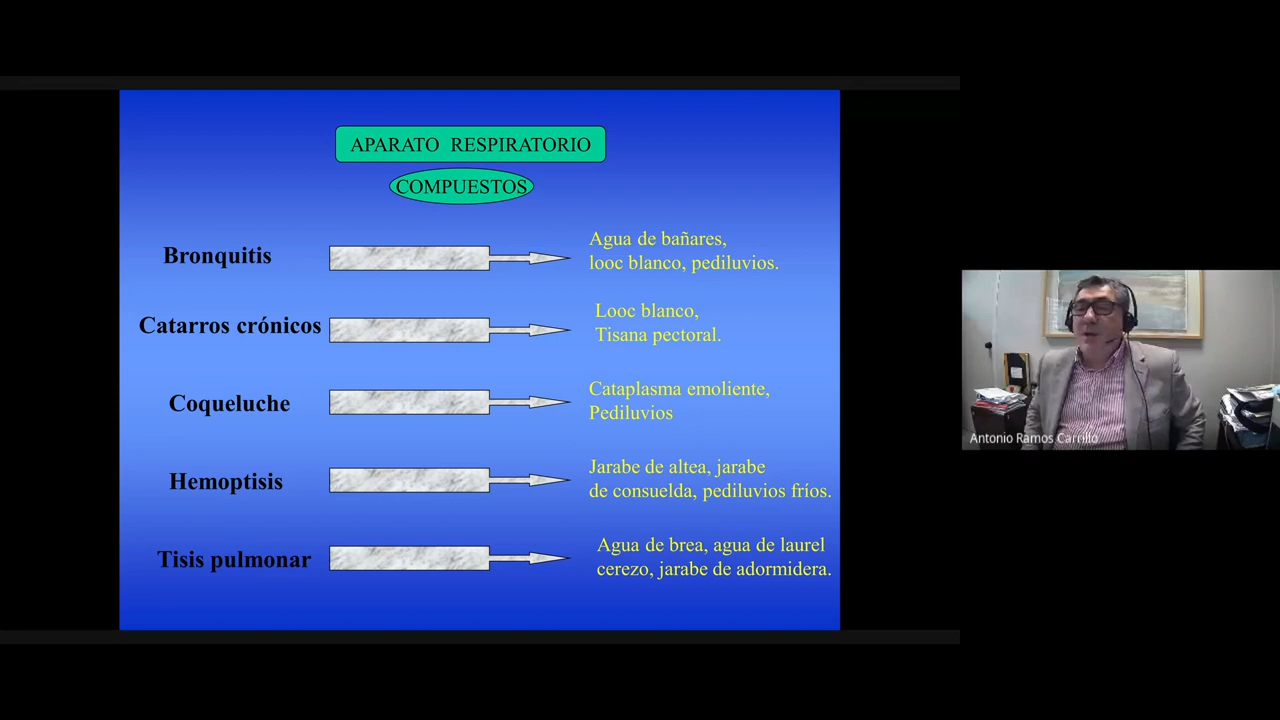 APARATO RESPIRATORIO
COMPUESTOS
Bronquitis
Agua de bañares,
looc blanco, pediluvios.
Catarros crónicos
Looc blanco,
Tisana pectoral.
Coqueluche
Cataplasma emoliente,
Pediluvios
Hemoptisis
Jarabe de altea, jarabe
de consuelda, pediluvios fríos.
Tisis pulmonar
Agua de brea, agua de laurel
cerezo, jarabe de adormidera.
Antonio Ramos Carrillo